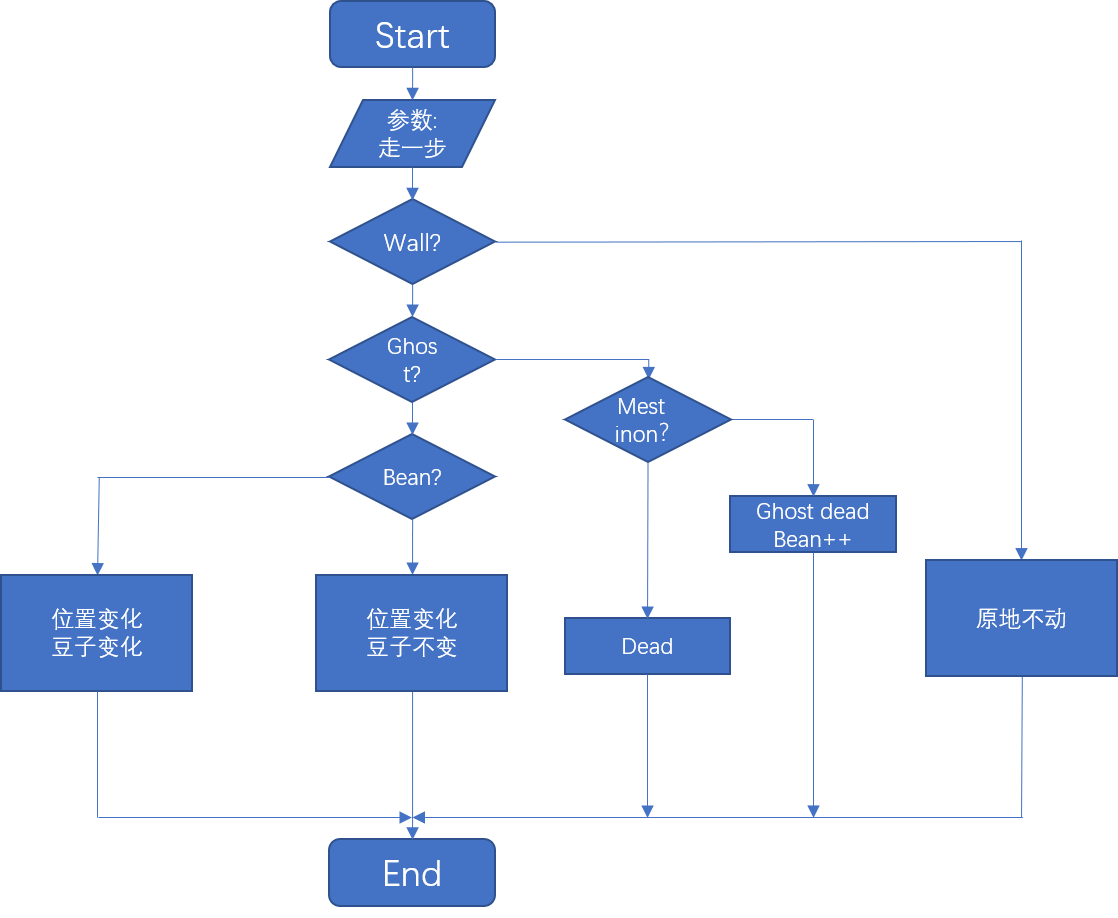 Start
参数:
走一步
Wall?
Ghos
t?
Mest
inon?
Bean?
Ghost dead
Bean++
位置变化
豆子变化
位置变化
豆子不变
Dead
原地不动
End